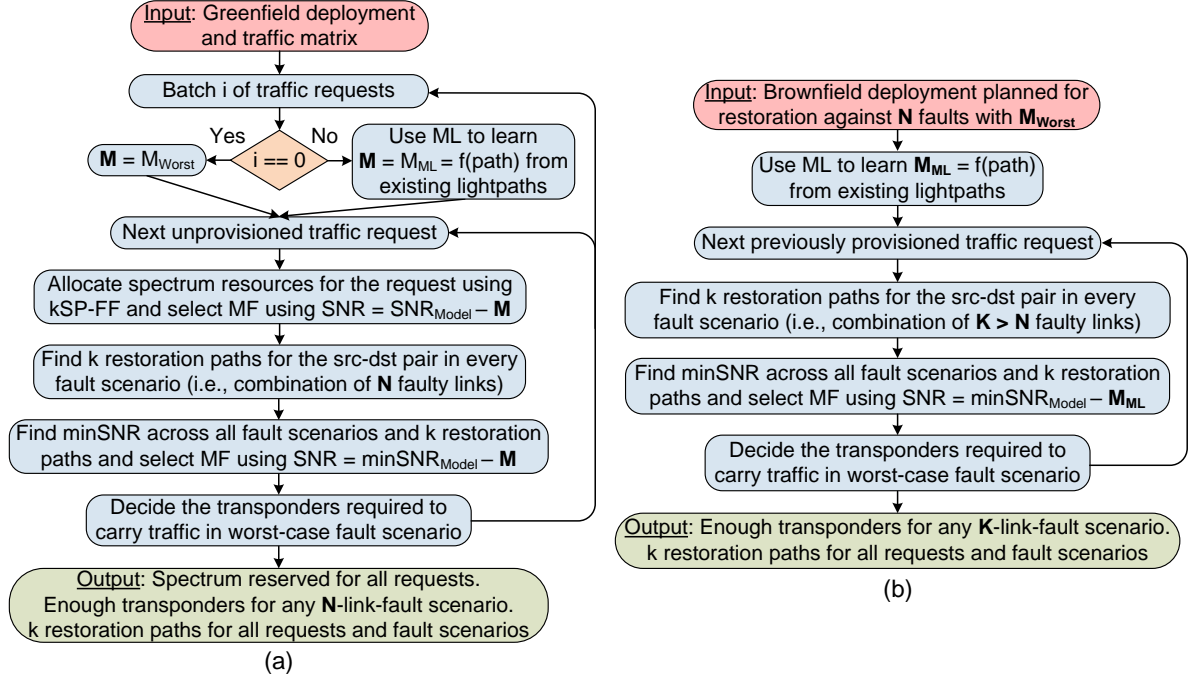 Input: Greenfield deployment
and traffic matrix
Batch i of traffic requests
Yes
No
i == 0
M = MWorst
Use ML to learn
M = MML = f(path) from
existing lightpaths
Next unprovisioned traffic request
Allocate spectrum resources for the request using
kSP-FF and select MF using SNR = SNRModel – M
Find k restoration paths for the src-dst pair in every
fault scenario (i.e., combination of N faulty links)
Find minSNR across all fault scenarios and k restoration
paths and select MF using SNR = minSNRModel – M
Decide the transponders required to
carry traffic in worst-case fault scenario
Output: Spectrum reserved for all requests.
Enough transponders for any N-link-fault scenario.
k restoration paths for all requests and fault scenarios
(a)
Input: Brownfield deployment planned for
restoration against N faults with MWorst
Use ML to learn MML = f(path)
from existing lightpaths
Next previously provisioned traffic request
Find k restoration paths for the src-dst pair in every
fault scenario (i.e., combination of K > N faulty links)
Find minSNR across all fault scenarios and k restoration
paths and select MF using SNR = minSNRModel – MML
Decide the transponders required to
carry traffic in worst-case fault scenario
Output: Enough transponders for any K-link-fault scenario.
k restoration paths for all requests and fault scenarios
(b)